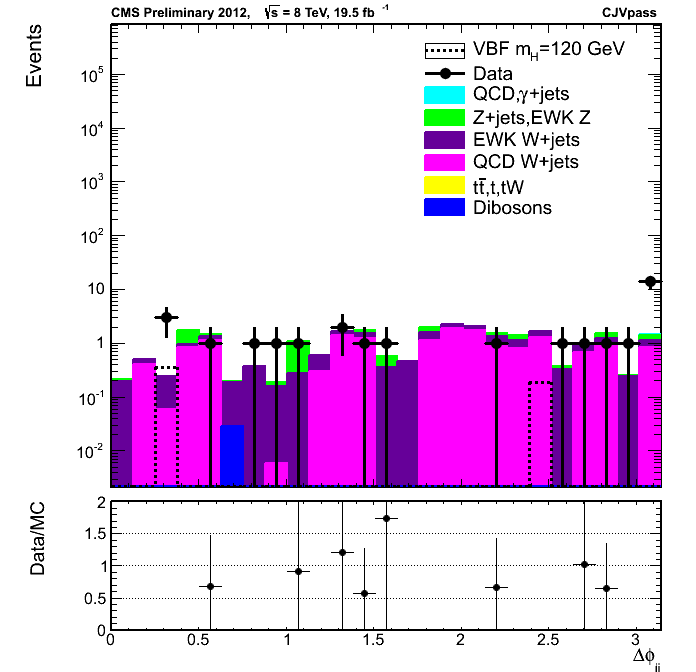 CMS Preliminary 2012, √s = 8 TeV, 19.5 fb⁻¹ CJVpass
Events
VBF m_H=120 GeV
Data
QCD,γ+jets
Z+jets,EWK Z
EWK W+jets
QCD W+jets
tt̄,t,tW
Dibosons
10⁵
10⁴
10³
10²
10
1
10⁻¹
10⁻²
Data/MC
2
1.5
1
0.5
0
0 0.5 1 1.5 2 2.5 3
Δϕ_jj